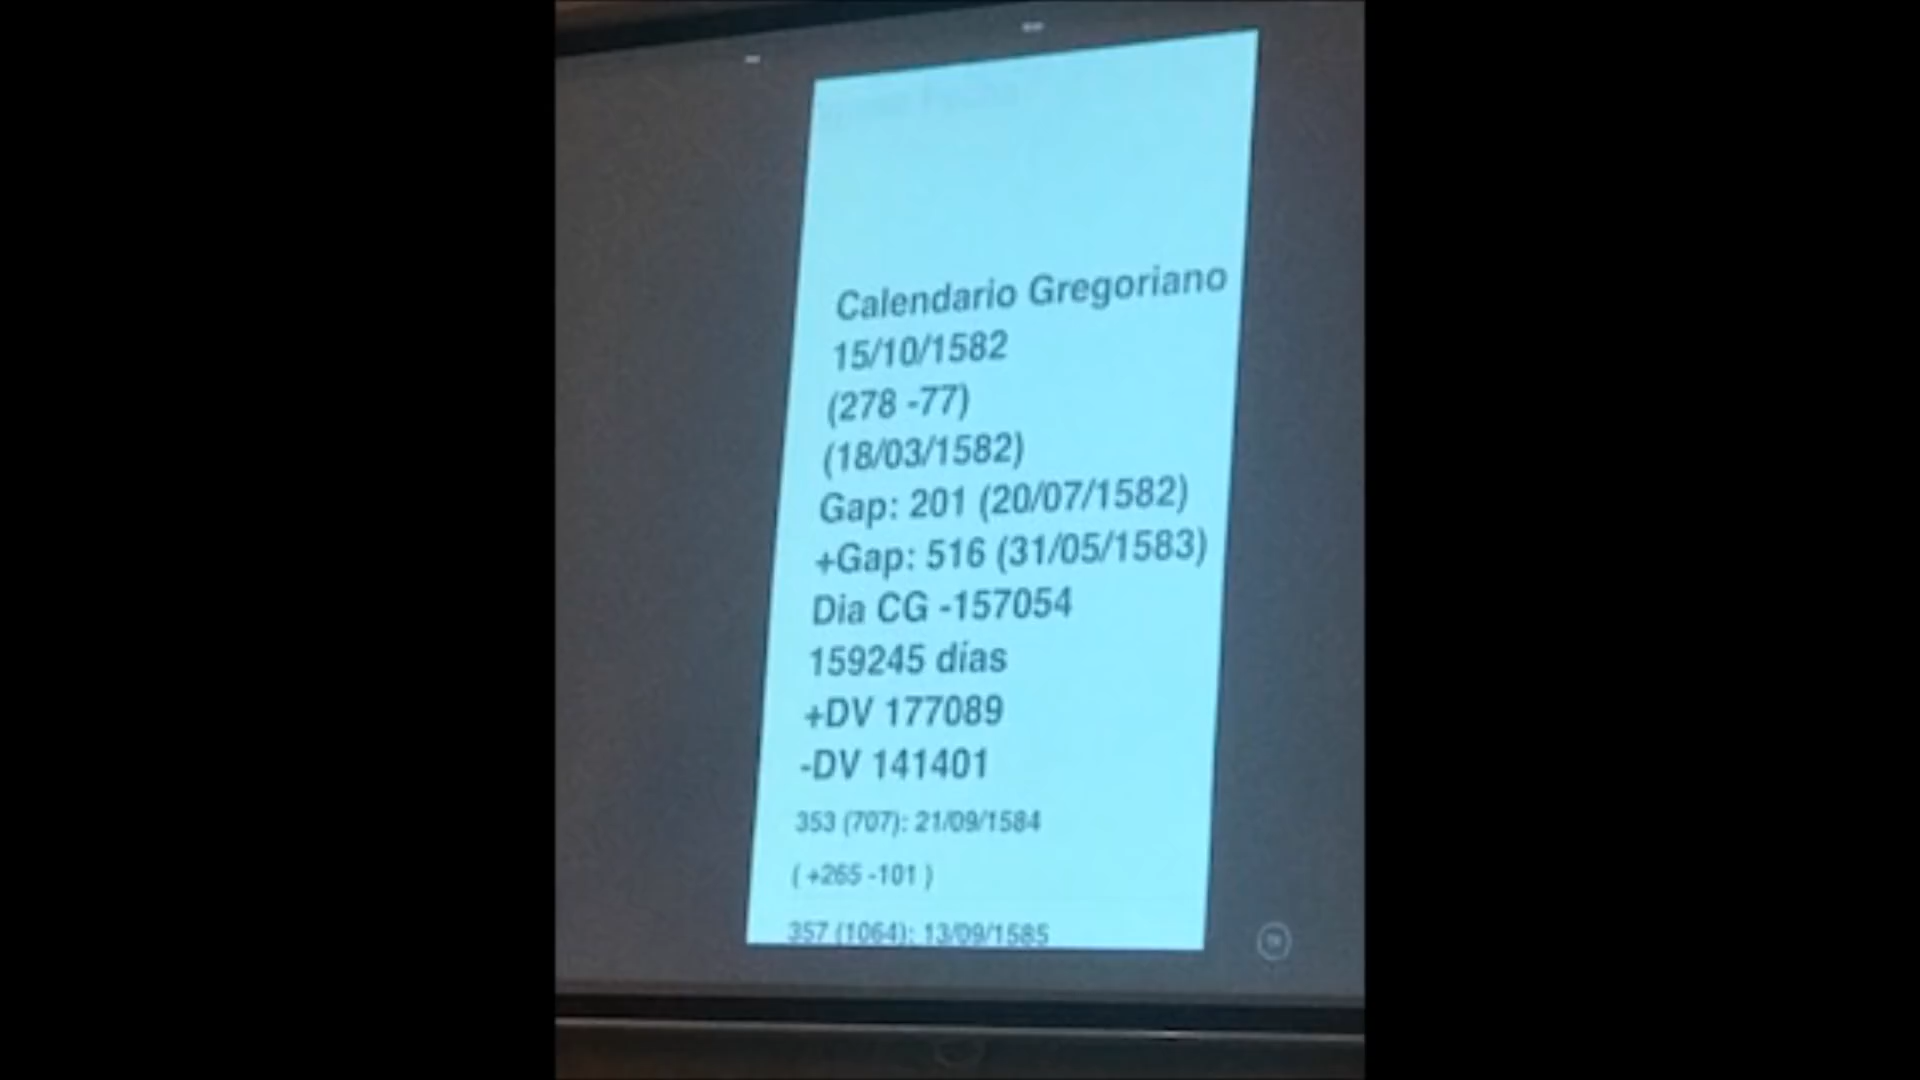 Calendario Gregoriano
15/10/1582
(278 -77)
(18/03/1582)
Gap: 201 (20/07/1582)
+Gap: 516 (31/05/1583)
Dia CG -157054
159245 días
+DV 177089
-DV 141401
353 (707): 21/09/1584
( +265 -101 )
357 (1064): 13/09/1585